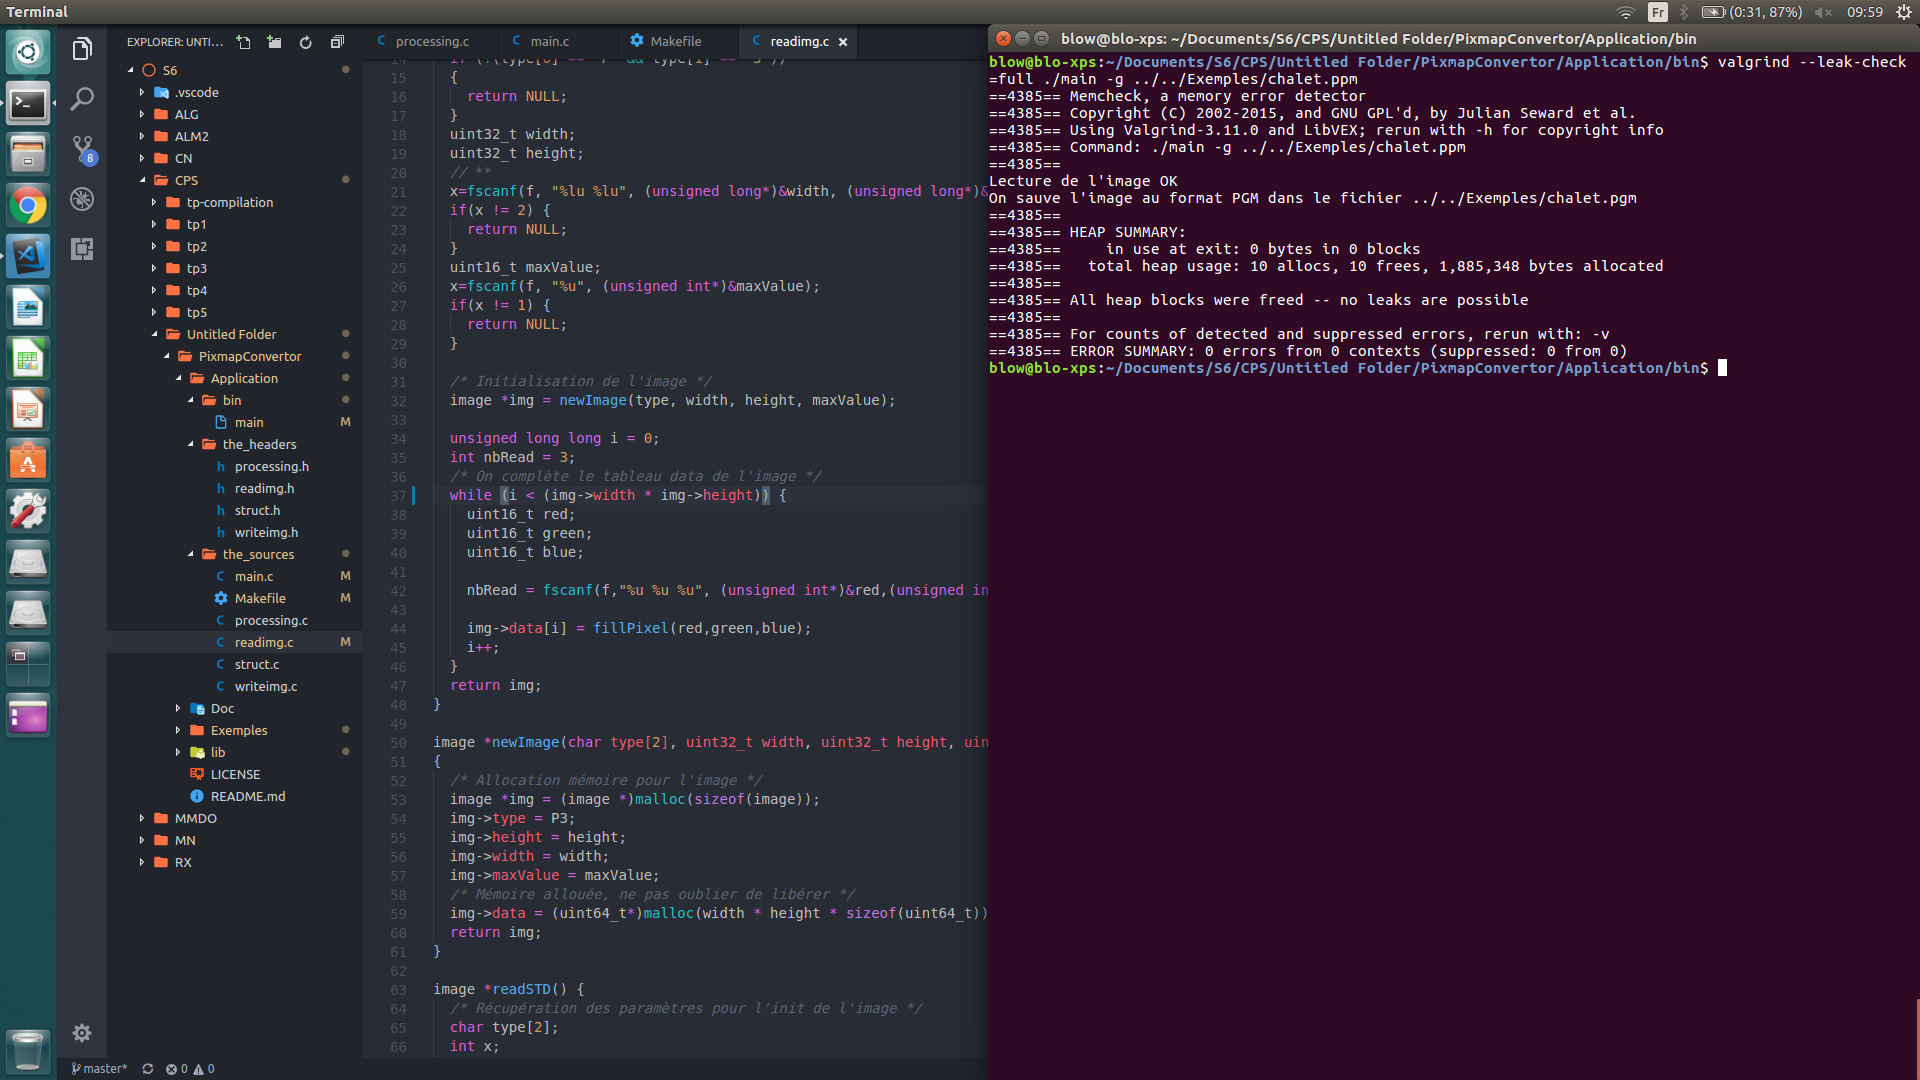 Terminal
Fr
(0:31, 87%)
09:59
EXPLORER: UNTI...
S6
.vscode
ALG
ALM2
CN
CPS
tp-compilation
tp1
tp2
tp3
tp4
tp5
Untitled Folder
PixmapConvertor
Application
bin
main M
the_headers
h processing.h
h readimg.h
h struct.h
h writeimg.h
the_sources
C main.c M
Makefile M
C processing.c
C readimg.c M
C struct.c
C writeimg.c
Doc
Exemples
lib
LICENSE
README.md
MMDO
MN
RX
8
master*
0 0
C processing.c
C main.c
Makefile
C readimg.c
15 {
16 return NULL;
17 }
18 uint32_t width;
19 uint32_t height;
20 // **
21 x=fscanf(f, "%lu %lu", (unsigned long*)&width, (unsigned long*)&
22 if(x != 2) {
23 return NULL;
24 }
25 uint16_t maxValue;
26 x=fscanf(f, "%u", (unsigned int*)&maxValue);
27 if(x != 1) {
28 return NULL;
29 }
30
31 /* Initialisation de l'image */
32 image *img = newImage(type, width, height, maxValue);
33
34 unsigned long long i = 0;
35 int nbRead = 3;
36 /* On complète le tableau data de l'image */
37 while (i < (img->width * img->height)) {
38 uint16_t red;
39 uint16_t green;
40 uint16_t blue;
41
42 nbRead = fscanf(f,"%u %u %u", (unsigned int*)&red,(unsigned in
43
44 img->data[i] = fillPixel(red,green,blue);
45 i++;
46 }
47 return img;
48 }
49
50 image *newImage(char type[2], uint32_t width, uint32_t height, uin
51 {
52 /* Allocation mémoire pour l'image */
53 image *img = (image *)malloc(sizeof(image));
54 img->type = P3;
55 img->height = height;
56 img->width = width;
57 img->maxValue = maxValue;
58 /* Mémoire allouée, ne pas oublier de libérer */
59 img->data = (uint64_t*)malloc(width * height * sizeof(uint64_t))
60 return img;
61 }
62
63 image *readSTD() {
64 /* Récupération des paramètres pour l'init de l'image */
65 char type[2];
66 int x;
blow@blo-xps: ~/Documents/S6/CPS/Untitled Folder/PixmapConvertor/Application/bin
blow@blo-xps:~/Documents/S6/CPS/Untitled Folder/PixmapConvertor/Application/bin$ valgrind --leak-check
=full ./main -g ../../Exemples/chalet.ppm
==4385== Memcheck, a memory error detector
==4385== Copyright (C) 2002-2015, and GNU GPL'd, by Julian Seward et al.
==4385== Using Valgrind-3.11.0 and LibVEX; rerun with -h for copyright info
==4385== Command: ./main -g ../../Exemples/chalet.ppm
==4385==
Lecture de l'image OK
On sauve l'image au format PGM dans le fichier ../../Exemples/chalet.pgm
==4385==
==4385== HEAP SUMMARY:
==4385== in use at exit: 0 bytes in 0 blocks
==4385== total heap usage: 10 allocs, 10 frees, 1,885,348 bytes allocated
==4385==
==4385== All heap blocks were freed -- no leaks are possible
==4385==
==4385== For counts of detected and suppressed errors, rerun with: -v
==4385== ERROR SUMMARY: 0 errors from 0 contexts (suppressed: 0 from 0)
blow@blo-xps:~/Documents/S6/CPS/Untitled Folder/PixmapConvertor/Application/bin$